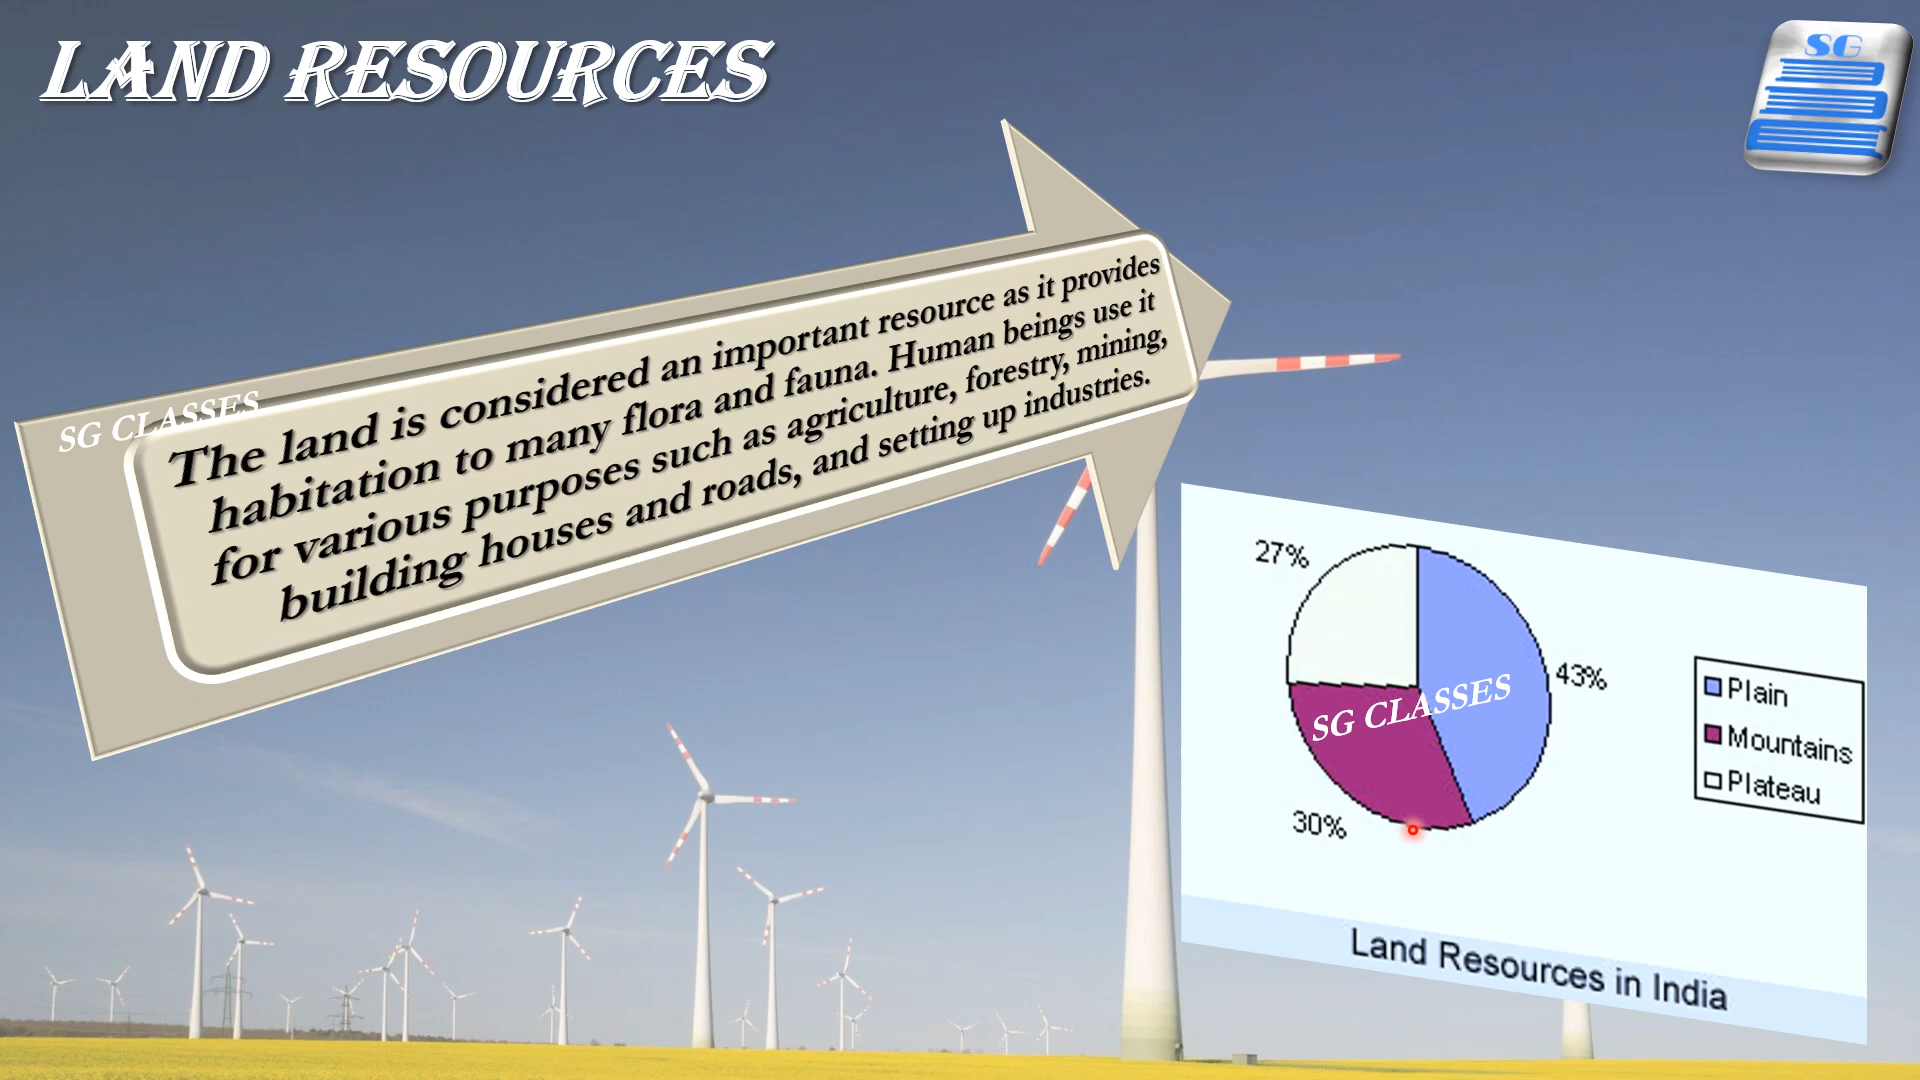 LAND RESOURCES
SG
SG CLASSES
The land is considered an important resource as it provides
habitation to many flora and fauna. Human beings use it
for various purposes such as agriculture, forestry, mining,
building houses and roads, and setting up industries.
27%
43%
30%
SG CLASSES
Plain
Mountains
Plateau
Land Resources in India